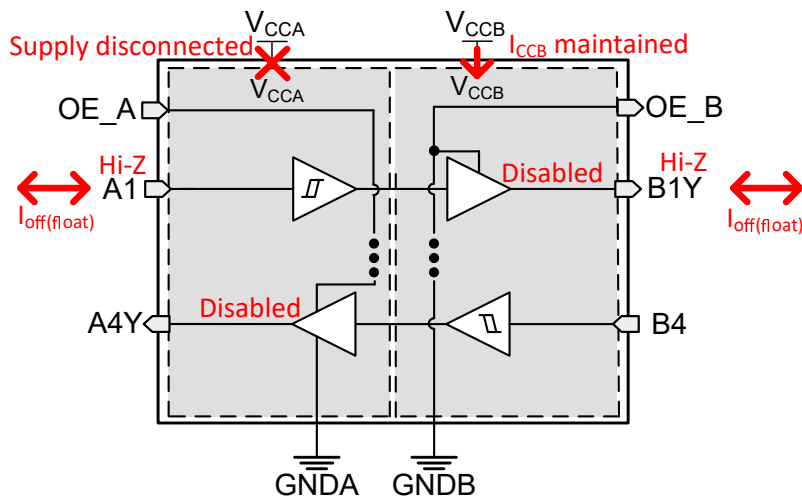 V_CCA
V_CCB
Supply disconnected
I_CCB maintained
V_CCA
V_CCB
OE_A
OE_B
Hi-Z
Disabled
Hi-Z
A1
B1Y
I_off(float)
I_off(float)
Disabled
A4Y
B4
GNDA
GNDB